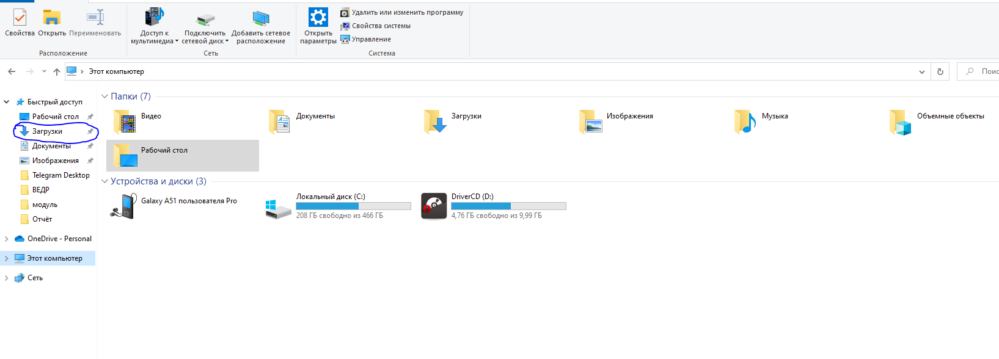 Свойства Открыть Переименовать
Доступ к мультимедиа
Подключить сетевой диск
Добавить сетевое расположение
Открыть параметры
Удалить или изменить программу
Свойства системы
Управление
Расположение Сеть Система
Этот компьютер
Быстрый доступ
Рабочий стол
Загрузки
Документы
Изображения
Telegram Desktop
ВЕДР
модуль
Отчёт
OneDrive - Personal
Этот компьютер
Сеть
Папки (7)
Видео Документы Загрузки Изображения Музыка Объемные объекты
Рабочий стол
Устройства и диски (3)
Galaxy A51 пользователя Pro
Локальный диск (C:)
208 ГБ свободно из 466 ГБ
DriverCD (D:)
4,76 ГБ свободно из 9,99 ГБ